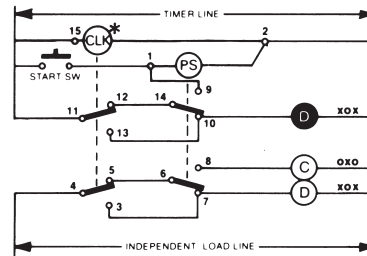 TIMER LINE
15 CLK * 2
1 PS
START SW
9
12 14
11 10 D XOX
13
8 C OXO
5 6
4 7 D XOX
3
INDEPENDENT LOAD LINE